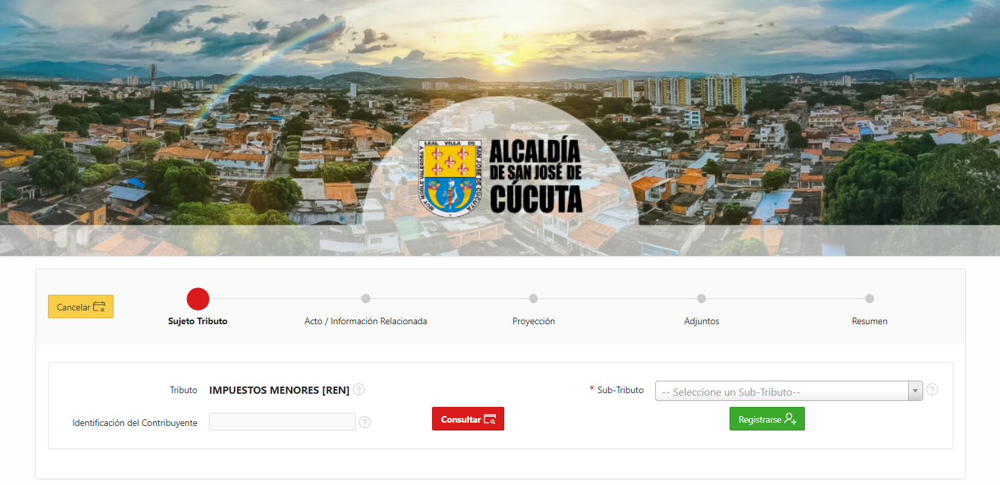 LEAL VILLA DE
MUY NOBLE VALEROSA Y
SAN JOSE DE CUCUTA
ALCALDÍA
DE SAN JOSÉ DE
CÚCUTA
Cancelar
Sujeto Tributo
Acto / Información Relacionada
Proyección
Adjuntos
Resumen
Tributo IMPUESTOS MENORES [REN] ?
* Sub-Tributo -- Seleccione un Sub-Tributo-- ?
Identificación del Contribuyente ?
Consultar
Registrarse